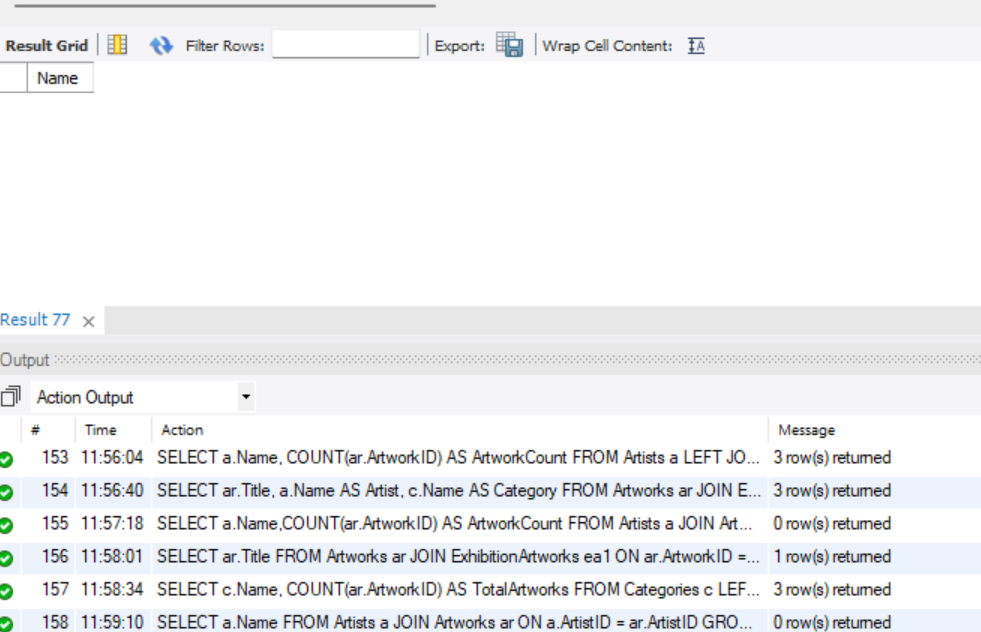 Result Grid Filter Rows: Export: Wrap Cell Content: IA
Name
Result 77 ×
Output
Action Output
# Time Action Message
153 11:56:04 SELECT a.Name, COUNT(ar.ArtworkID) AS ArtworkCount FROM Artists a LEFT JO... 3 row(s) returned
154 11:56:40 SELECT ar.Title, a.Name AS Artist, c.Name AS Category FROM Artworks ar JOIN E... 3 row(s) returned
155 11:57:18 SELECT a.Name,COUNT(ar.ArtworkID) AS ArtworkCount FROM Artists a JOIN Art... 0 row(s) returned
156 11:58:01 SELECT ar.Title FROM Artworks ar JOIN ExhibitionArtworks ea1 ON ar.ArtworkID =... 1 row(s) returned
157 11:58:34 SELECT c.Name, COUNT(ar.ArtworkID) AS TotalArtworks FROM Categories c LEF... 3 row(s) returned
158 11:59:10 SELECT a.Name FROM Artists a JOIN Artworks ar ON a.ArtistID = ar.ArtistID GRO... 0 row(s) returned